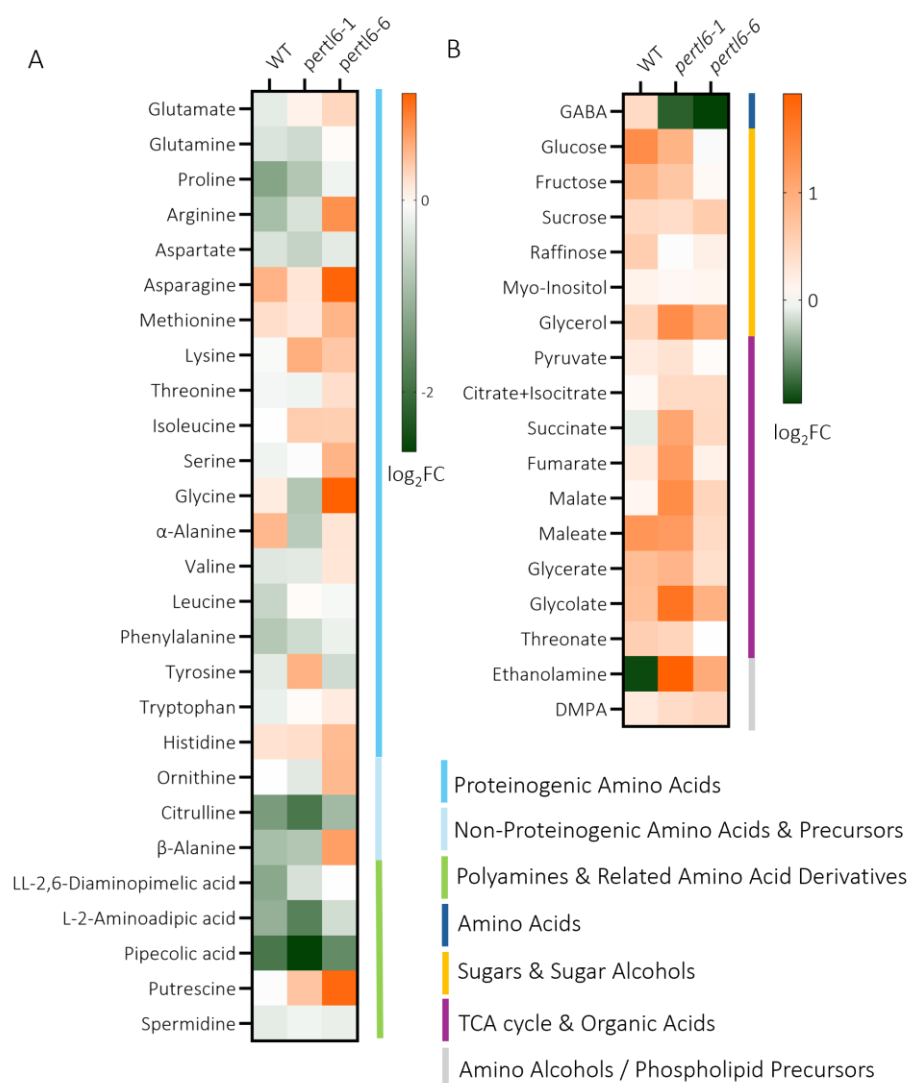 A
WT
pertl6-1
pertl6-6
Glutamate
Glutamine
Proline
Arginine
Aspartate
Asparagine
Methionine
Lysine
Threonine
Isoleucine
Serine
Glycine
α-Alanine
Valine
Leucine
Phenylalanine
Tyrosine
Tryptophan
Histidine
Ornithine
Citrulline
β-Alanine
LL-2,6-Diaminopimelic acid
L-2-Aminoadipic acid
Pipecolic acid
Putrescine
Spermidine
0
-2
log₂FC
B
WT
pertl6-1
pertl6-6
GABA
Glucose
Fructose
Sucrose
Raffinose
Myo-Inositol
Glycerol
Pyruvate
Citrate+Isocitrate
Succinate
Fumarate
Malate
Maleate
Glycerate
Glycolate
Threonate
Ethanolamine
DMPA
1
0
log₂FC
Proteinogenic Amino Acids
Non-Proteinogenic Amino Acids & Precursors
Polyamines & Related Amino Acid Derivatives
Amino Acids
Sugars & Sugar Alcohols
TCA cycle & Organic Acids
Amino Alcohols / Phospholipid Precursors